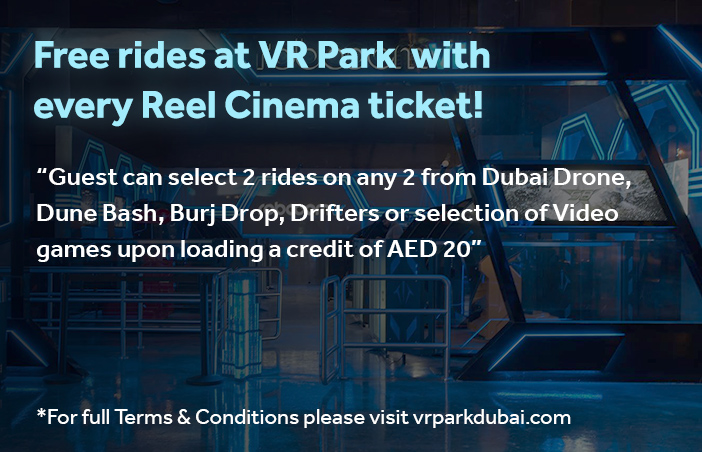 Free rides at VR Park with
every Reel Cinema ticket!
“Guest can select 2 rides on any 2 from Dubai Drone,
Dune Bash, Burj Drop, Drifters or selection of Video
games upon loading a credit of AED 20”
*For full Terms & Conditions please visit vrparkdubai.com